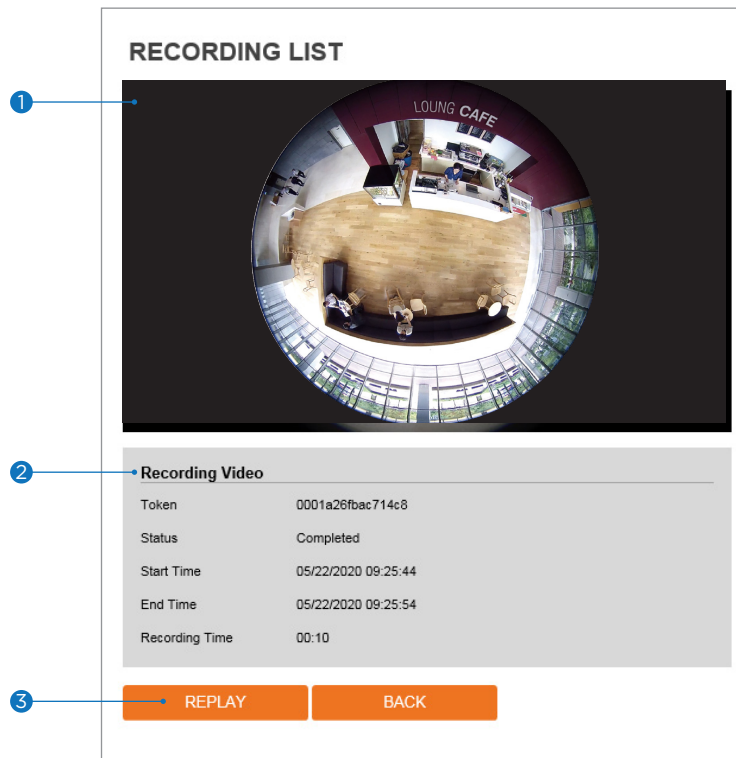 RECORDING LIST
1
LOUNG CAFE
2
Recording Video
Token 0001a26fbac714c8
Status Completed
Start Time 05/22/2020 09:25:44
End Time 05/22/2020 09:25:54
Recording Time 00:10
3
REPLAY BACK